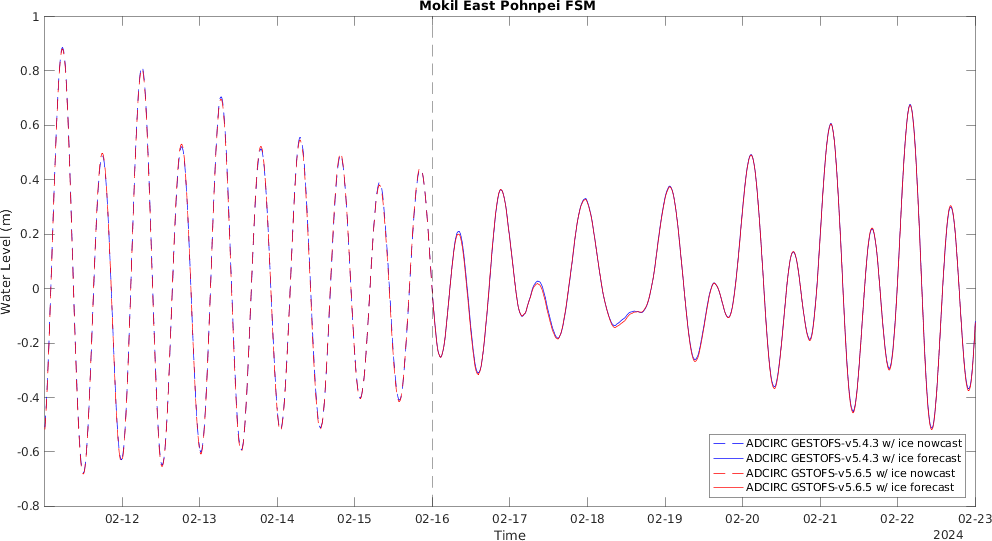 Mokil East Pohnpei FSM
Water Level (m)
1
0.8
0.6
0.4
0.2
0
-0.2
-0.4
-0.6
-0.8
ADCIRC GESTOFS-v5.4.3 w/ ice nowcast
ADCIRC GESTOFS-v5.4.3 w/ ice forecast
ADCIRC GSTOFS-v5.6.5 w/ ice nowcast
ADCIRC GSTOFS-v5.6.5 w/ ice forecast
02-12 02-13 02-14 02-15 02-16 02-17 02-18 02-19 02-20 02-21 02-22 02-23
Time
2024